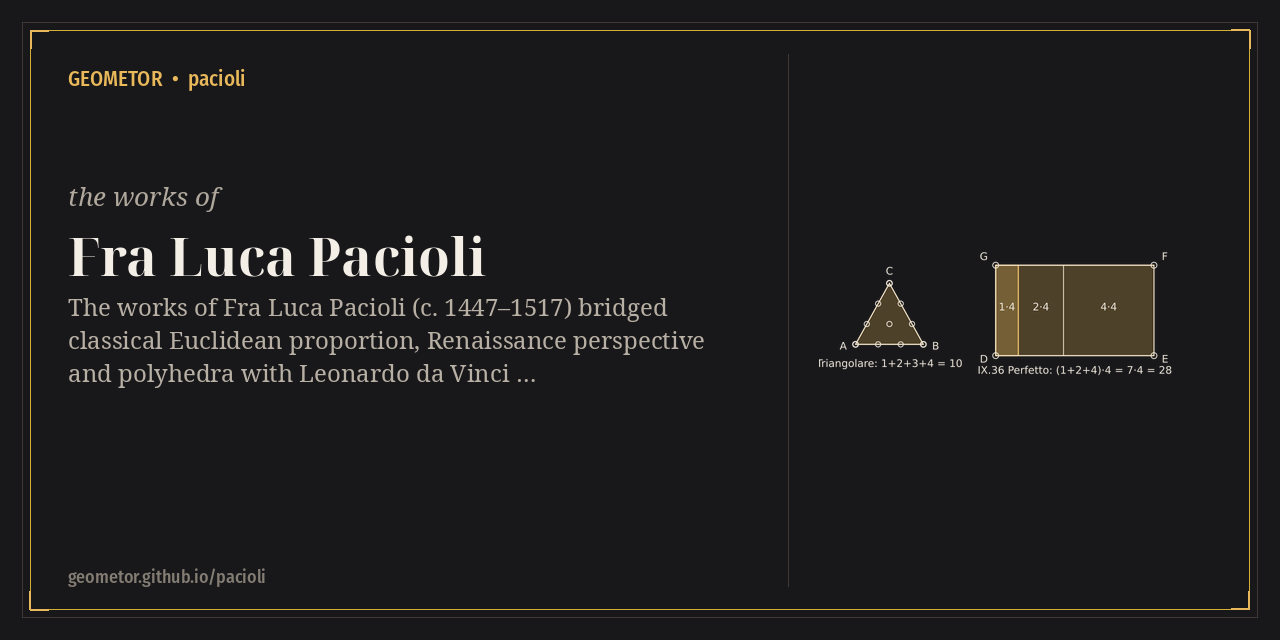 GEOMETOR • pacioli
the works of
Fra Luca Pacioli
The works of Fra Luca Pacioli (c. 1447–1517) bridged
classical Euclidean proportion, Renaissance perspective
and polyhedra with Leonardo da Vinci …
geometor.github.io/pacioli
C
A
B
Triangolare: 1+2+3+4 = 10
G
F
1·4
2·4
4·4
D
E
IX.36 Perfetto: (1+2+4)·4 = 7·4 = 28